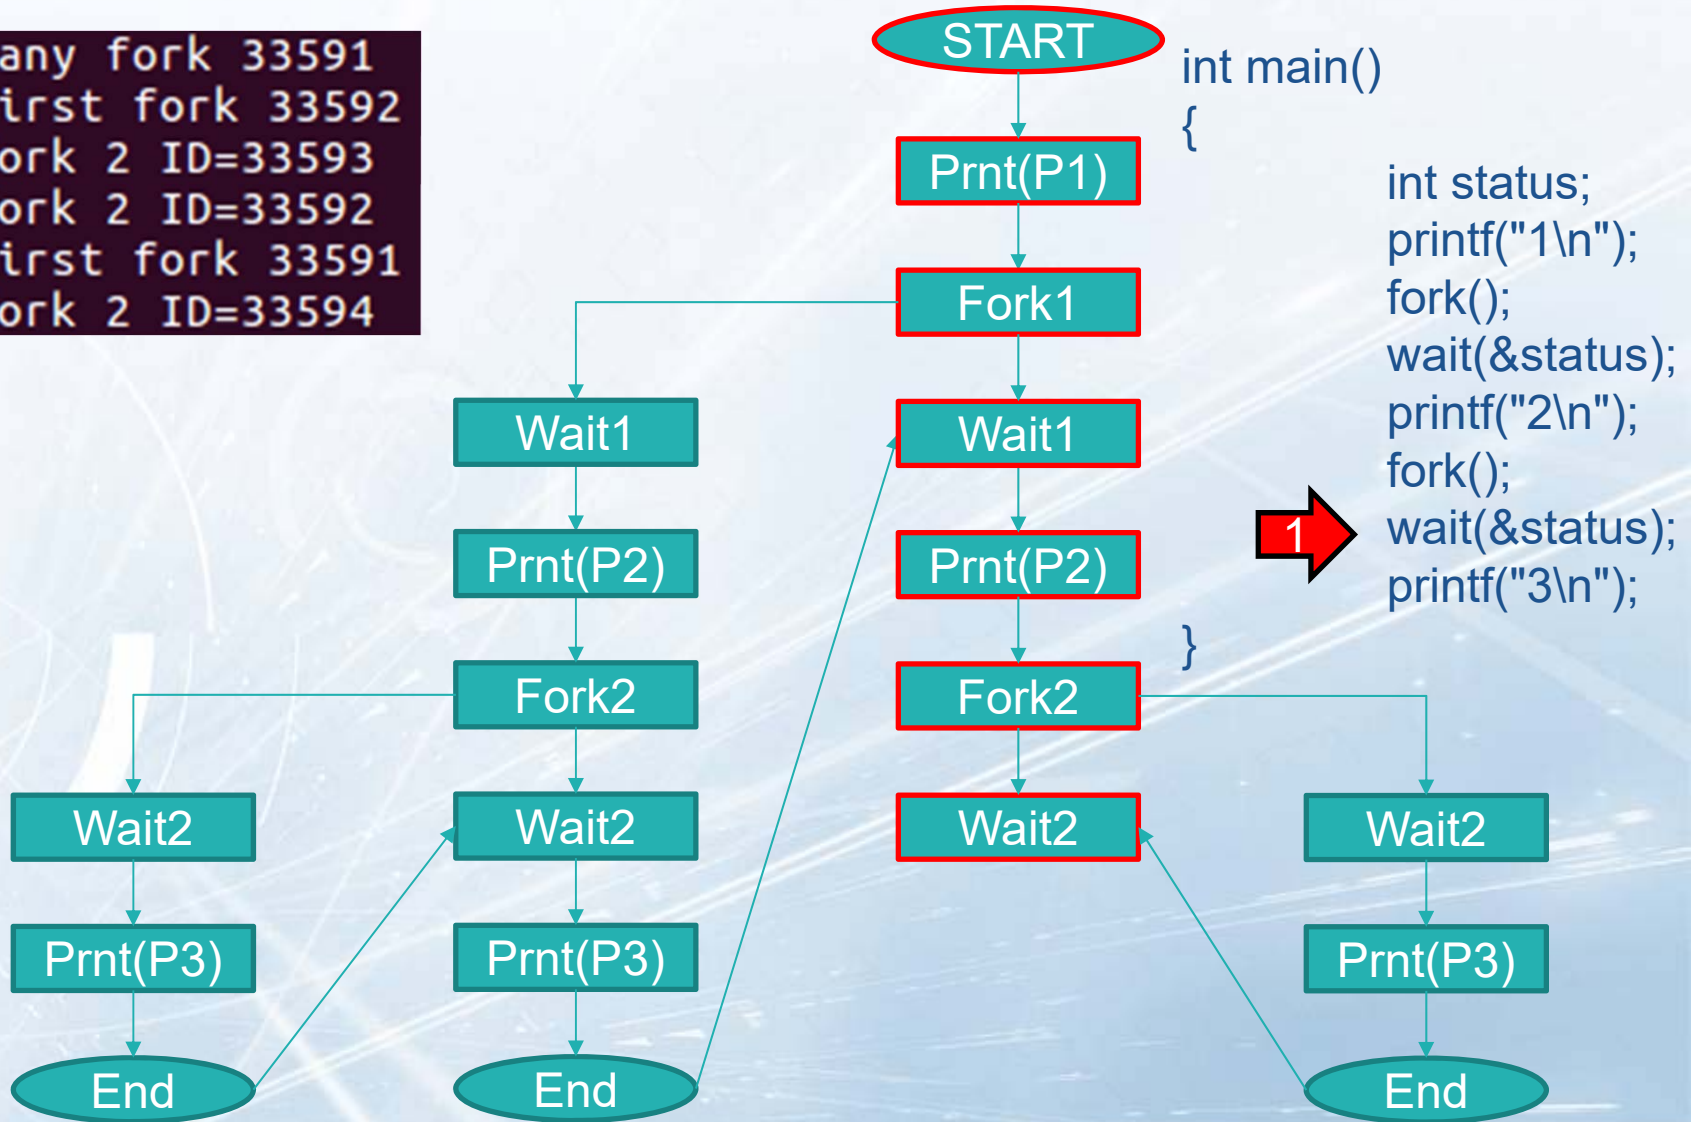 any fork 33591
irst fork 33592
ork 2 ID=33593
ork 2 ID=33592
irst fork 33591
ork 2 ID=33594
START
Prnt(P1)
Fork1
Wait1
Wait1
Prnt(P2)
Prnt(P2)
Fork2
Fork2
Wait2
Wait2
Wait2
Wait2
Prnt(P3)
Prnt(P3)
Prnt(P3)
End
End
End
int main()
{
int status;
printf("1\n");
fork();
wait(&status);
printf("2\n");
fork();
1
wait(&status);
printf("3\n");
}